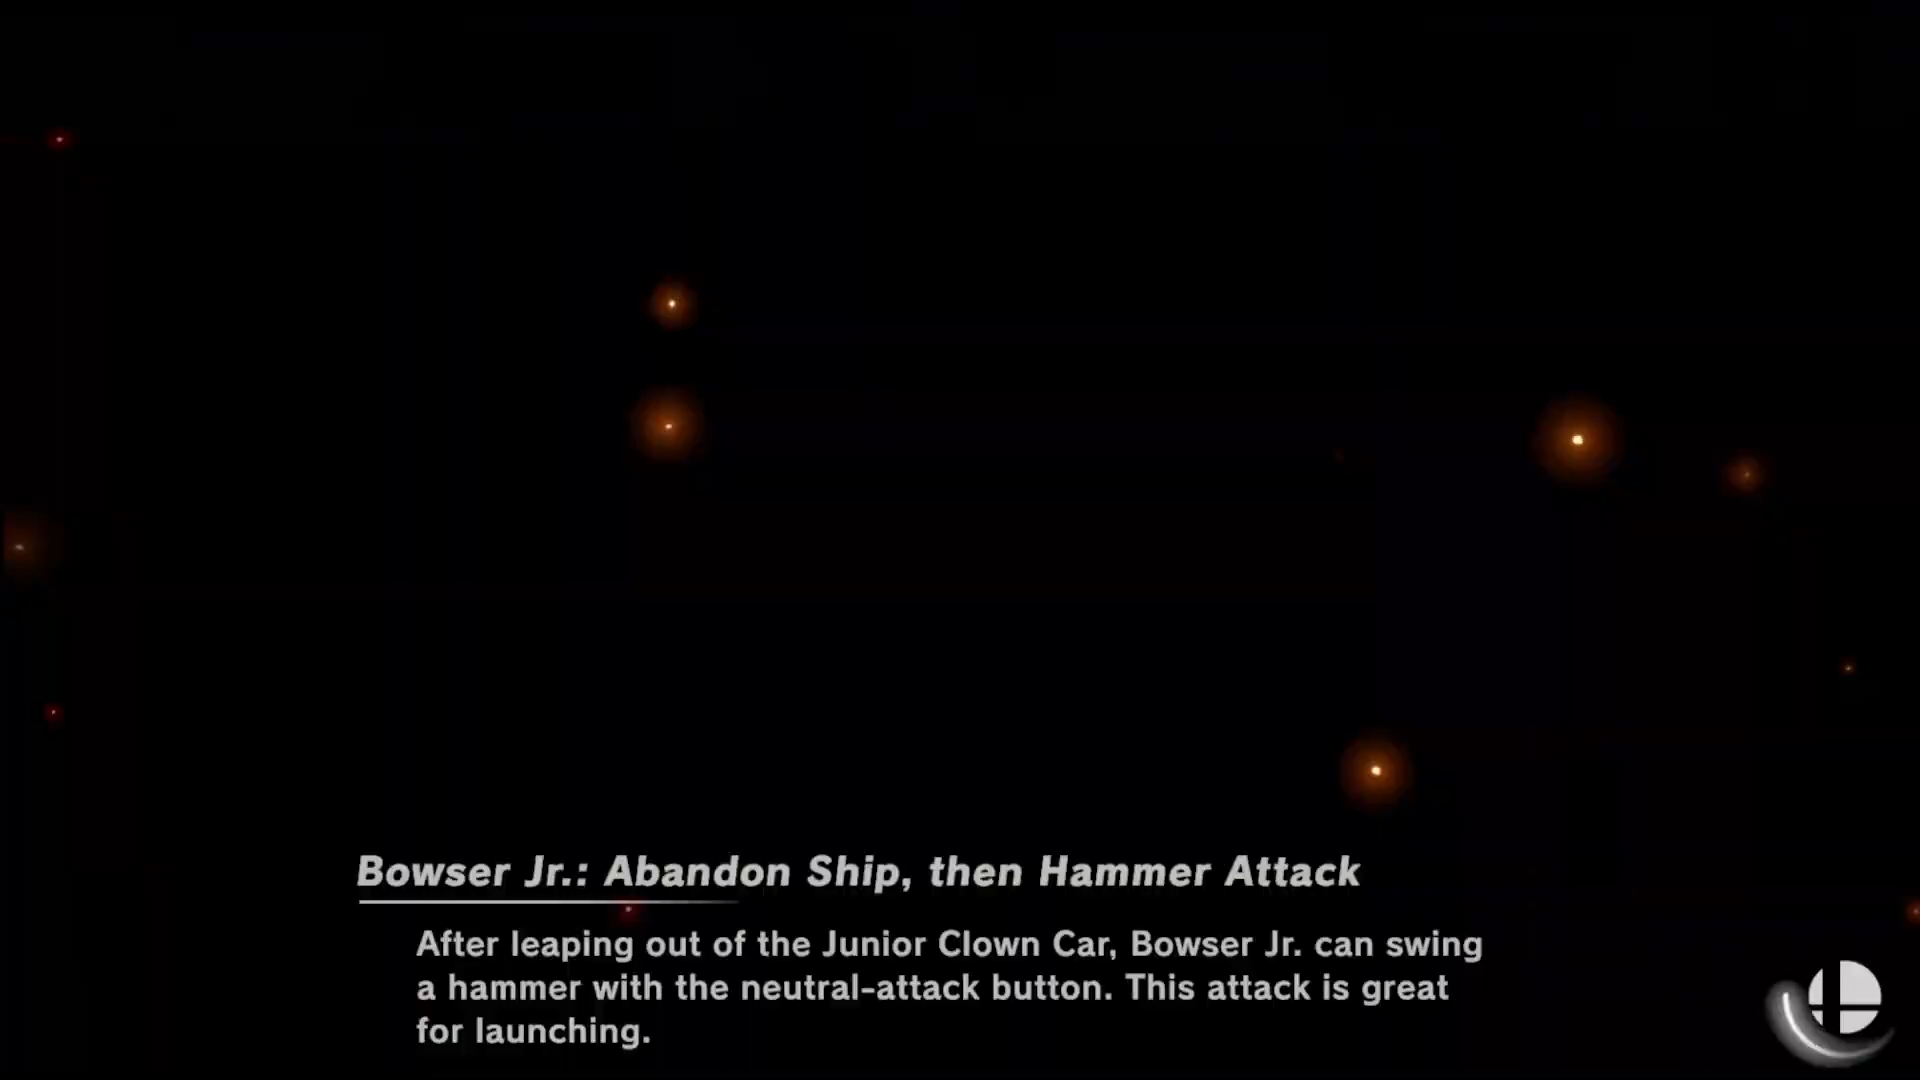 Bowser Jr.: Abandon Ship, then Hammer Attack
After leaping out of the Junior Clown Car, Bowser Jr. can swing
a hammer with the neutral-attack button. This attack is great
for launching.